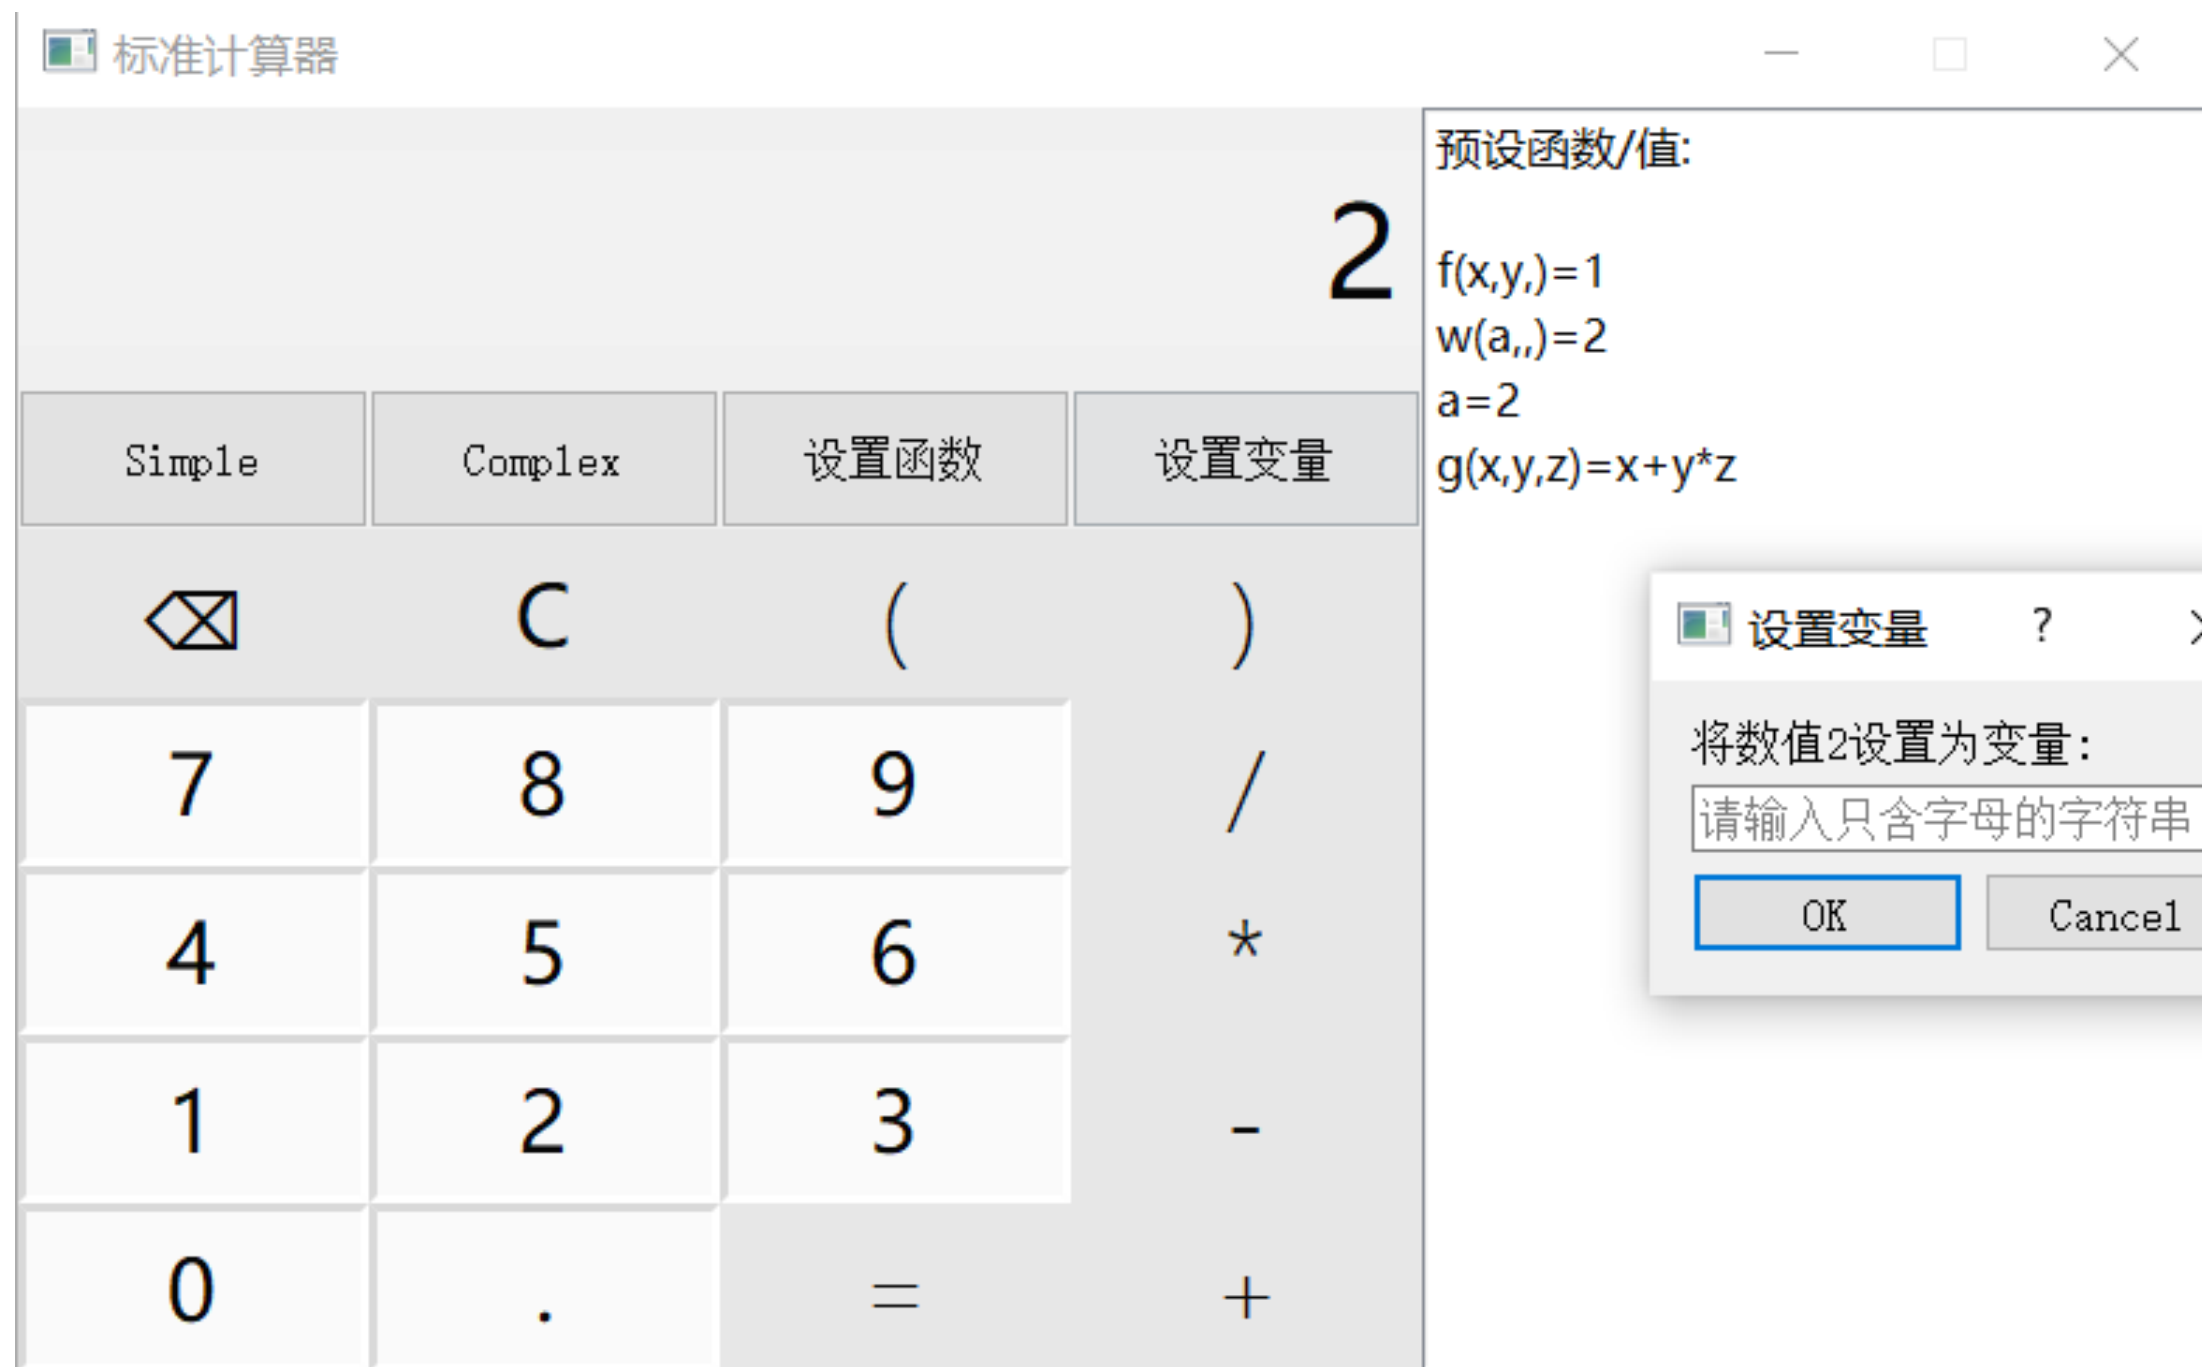 标准计算器
2
预设函数/值:
f(x,y,)=1
w(a,,)=2
a=2
g(x,y,z)=x+y*z
Simple Complex 设置函数 设置变量
⌫ C ( )
7 8 9 /
4 5 6 *
1 2 3 -
0 . = +
设置变量 ?
将数值2设置为变量:
请输入只含字母的字符串
OK Cancel